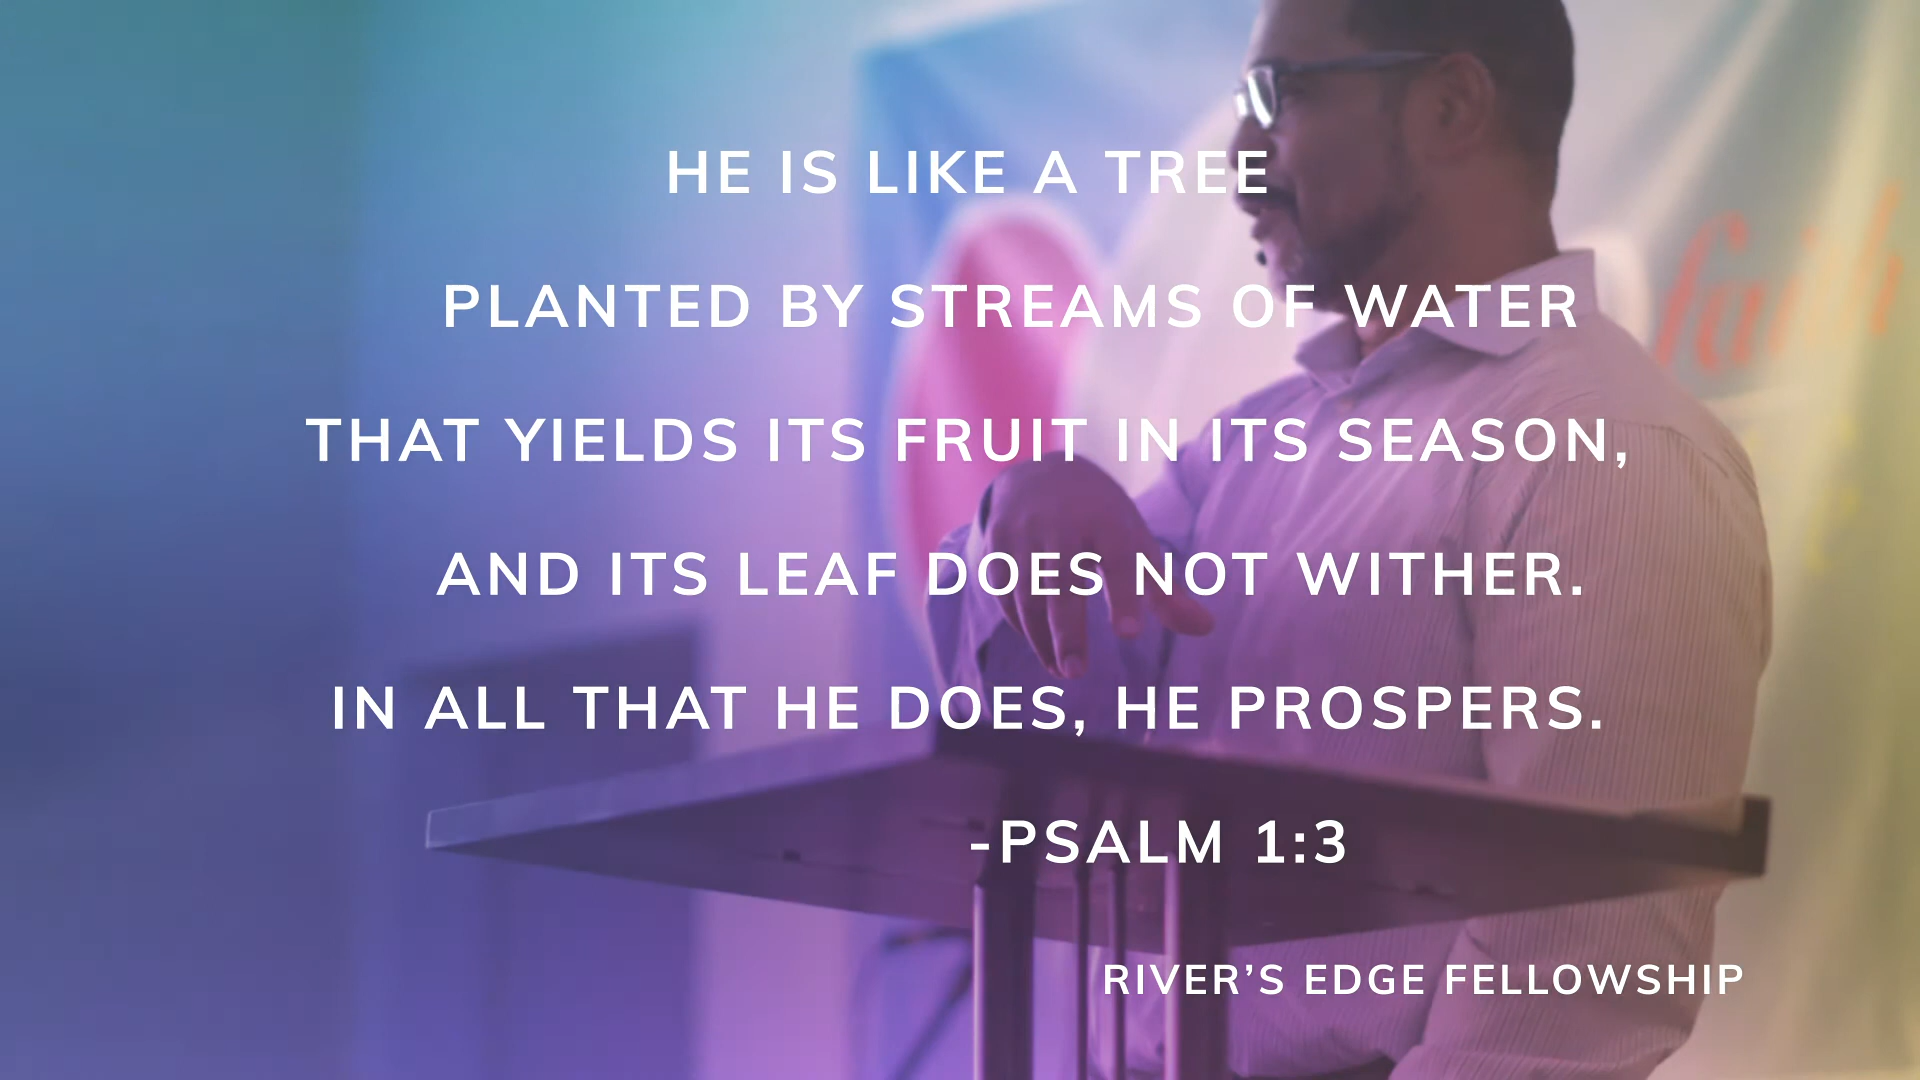 HE IS LIKE A TREE
PLANTED BY STREAMS OF WATER
THAT YIELDS ITS FRUIT IN ITS SEASON,
AND ITS LEAF DOES NOT WITHER.
IN ALL THAT HE DOES, HE PROSPERS.
-PSALM 1:3
RIVER’S EDGE FELLOWSHIP
faith